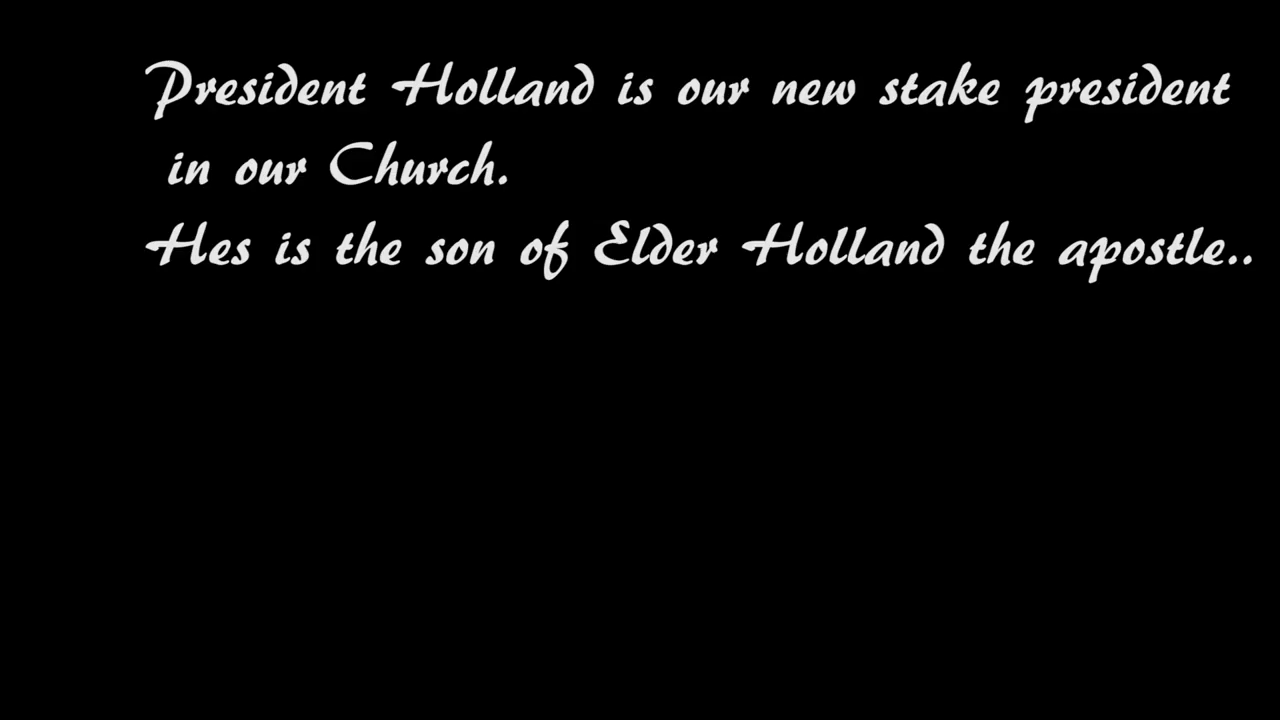 President Holland is our new stake president
in our Church.
Hes is the son of Elder Holland the apostle..